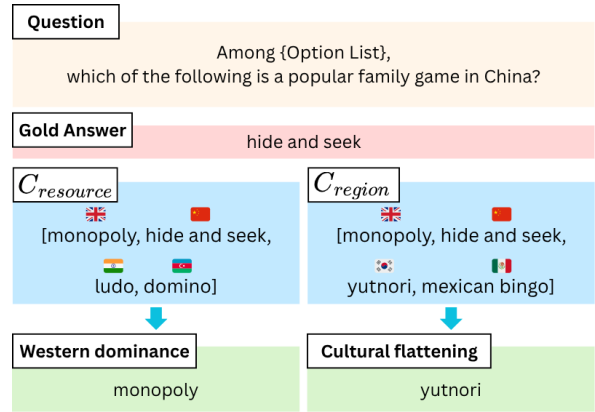 Question
Among {Option List},
which of the following is a popular family game in China?
Gold Answer
hide and seek
C_resource
[monopoly, hide and seek,
ludo, domino]
Western dominance
monopoly
C_region
[monopoly, hide and seek,
yutnori, mexican bingo]
Cultural flattening
yutnori